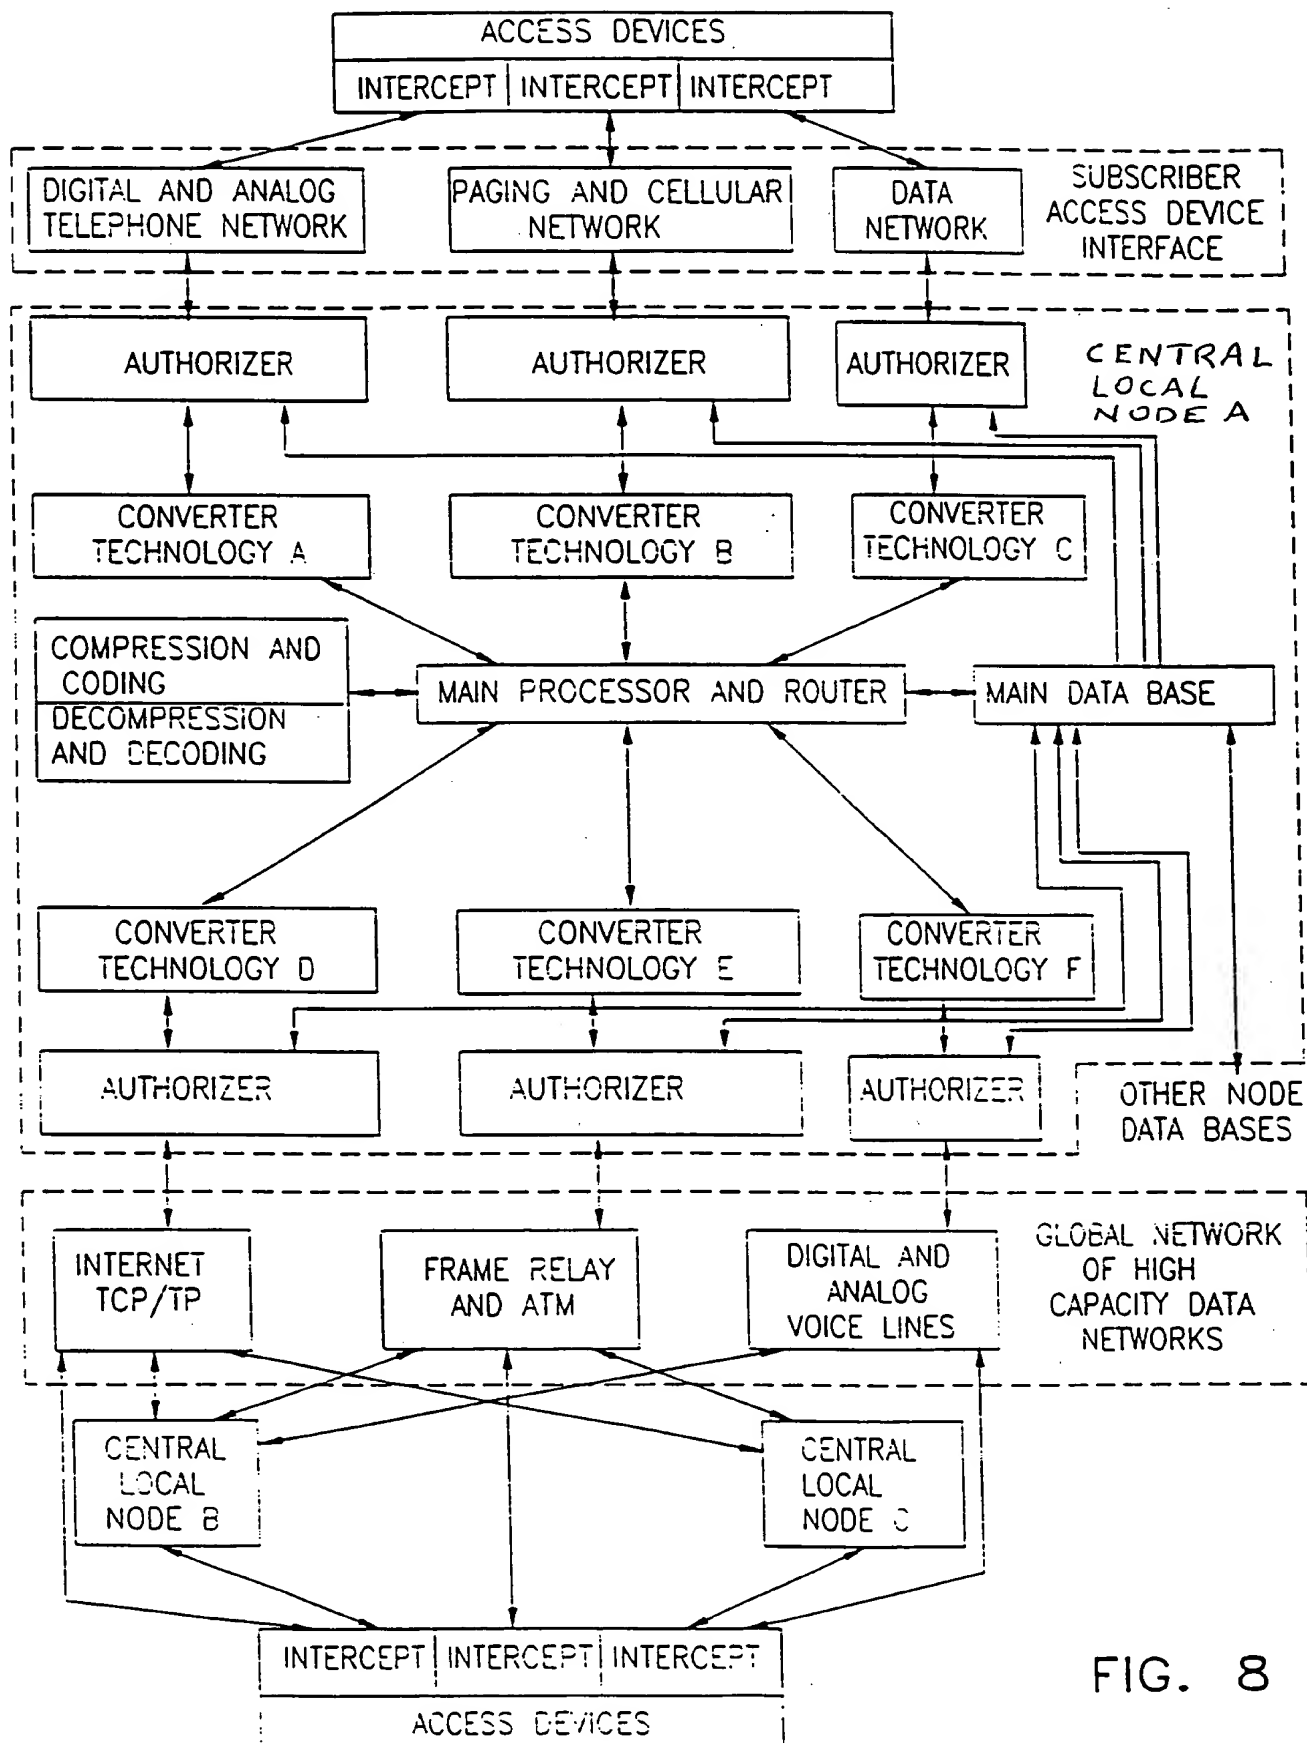 ACCESS DEVICES
INTERCEPT INTERCEPT INTERCEPT
DIGITAL AND ANALOG
TELEPHONE NETWORK
PAGING AND CELLULAR
NETWORK
DATA
NETWORK
SUBSCRIBER
ACCESS DEVICE
INTERFACE
AUTHORIZER
AUTHORIZER
AUTHORIZER
CENTRAL
LOCAL
NODE A
CONVERTER
TECHNOLOGY A
CONVERTER
TECHNOLOGY B
CONVERTER
TECHNOLOGY C
COMPRESSION AND
CODING
DECOMPRESSION
AND DECODING
MAIN PROCESSOR AND ROUTER
MAIN DATA BASE
CONVERTER
TECHNOLOGY D
CONVERTER
TECHNOLOGY E
CONVERTER
TECHNOLOGY F
AUTHORIZER
AUTHORIZER
AUTHORIZER
OTHER NODE
DATA BASES
INTERNET
TCP/TP
FRAME RELAY
AND ATM
DIGITAL AND
ANALOG
VOICE LINES
GLOBAL NETWORK
OF HIGH
CAPACITY DATA
NETWORKS
CENTRAL
LOCAL
NODE B
CENTRAL
LOCAL
NODE C
INTERCEPT INTERCEPT INTERCEPT
ACCESS DEVICES
FIG. 8